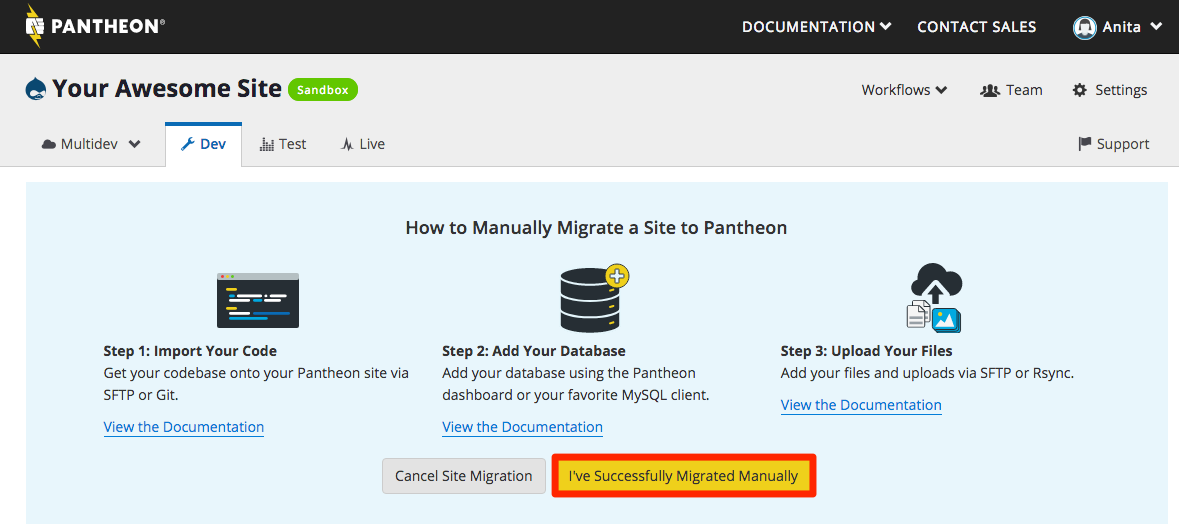 PANTHEON®
DOCUMENTATION
CONTACT SALES
Anita
Your Awesome Site
Sandbox
Workflows
Team
Settings
Multidev
Dev
Test
Live
Support
How to Manually Migrate a Site to Pantheon
Step 1: Import Your Code
Get your codebase onto your Pantheon site via
SFTP or Git.
View the Documentation
Step 2: Add Your Database
Add your database using the Pantheon
dashboard or your favorite MySQL client.
View the Documentation
Step 3: Upload Your Files
Add your files and uploads via SFTP or Rsync.
View the Documentation
Cancel Site Migration
I've Successfully Migrated Manually